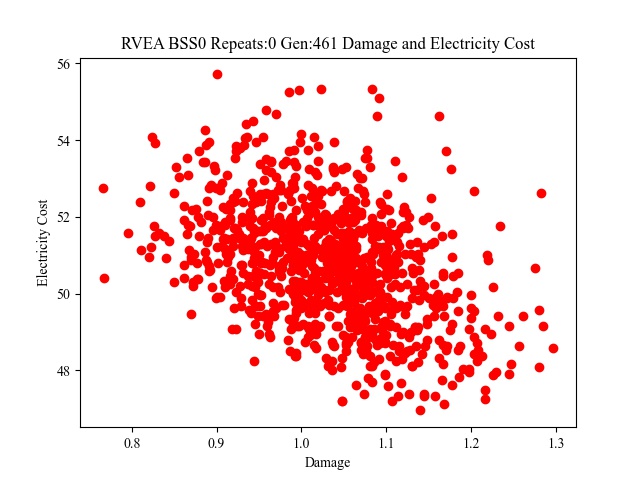 RVEA BSS0 Repeats:0 Gen:461 Damage and Electricity Cost
56
54
52
50
48
Electricity Cost
0.8 0.9 1.0 1.1 1.2 1.3
Damage